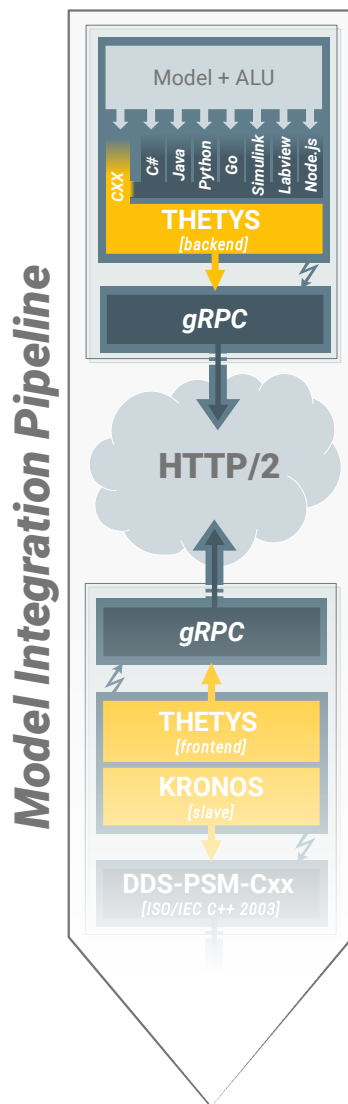 Model Integration Pipeline
Model + ALU
CXX
C#
Java
Python
Go
Simulink
Labview
Node.js
THETYS
[backend]
gRPC
HTTP/2
gRPC
THETYS
[frontend]
KRONOS
[slave]
DDS-PSM-Cxx
[ISO/IEC C++ 2003]